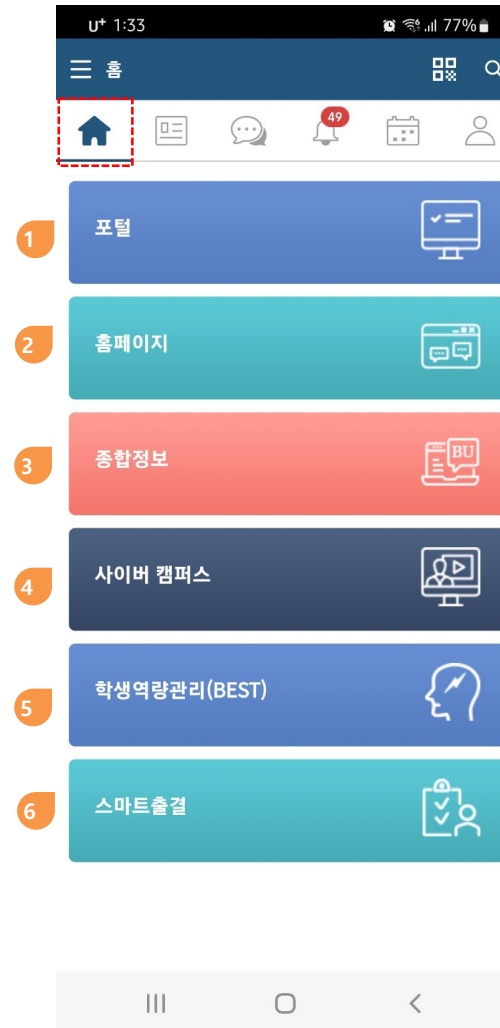 U+ 1:33 77%
홈
49
1 포털
2 홈페이지
3 종합정보 BU
4 사이버 캠퍼스
5 학생역량관리(BEST)
6 스마트출결